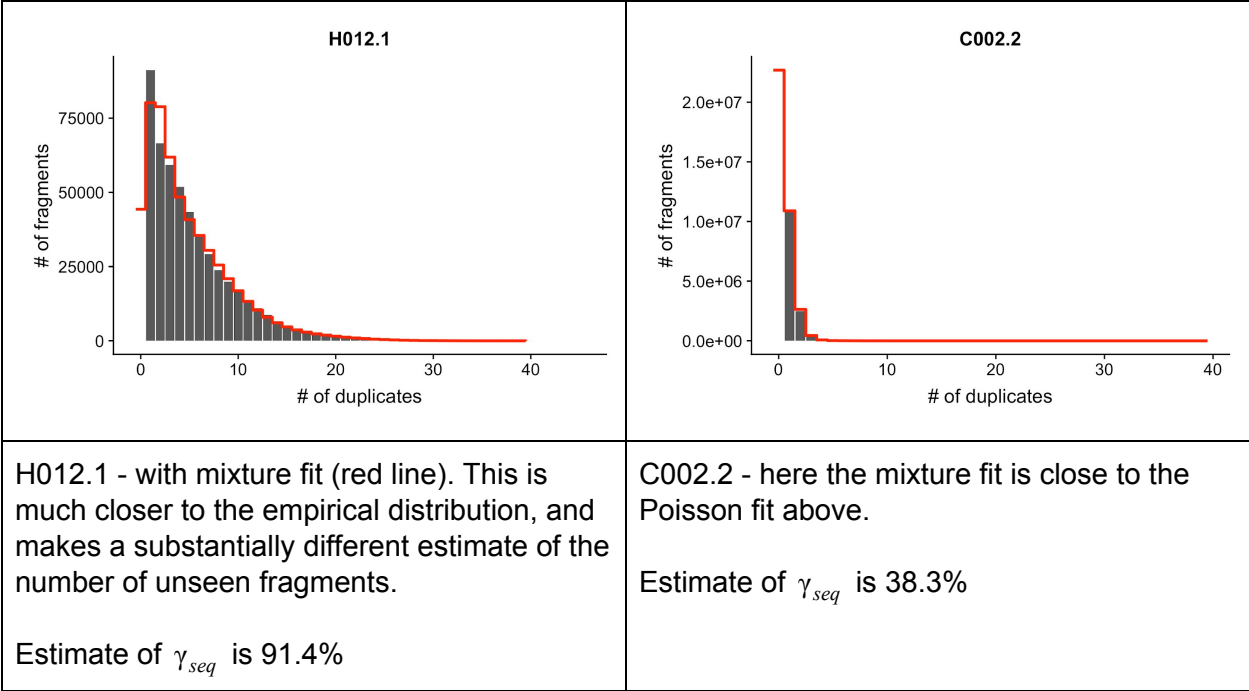 H012.1
# of fragments
75000
50000
25000
0
0 10 20 30 40
# of duplicates
C002.2
# of fragments
2.0e+07
1.5e+07
1.0e+07
5.0e+06
0.0e+00
0 10 20 30 40
# of duplicates
H012.1 - with mixture fit (red line). This is
much closer to the empirical distribution, and
makes a substantially different estimate of the
number of unseen fragments.
Estimate of γseq is 91.4%
C002.2 - here the mixture fit is close to the
Poisson fit above.
Estimate of γseq is 38.3%